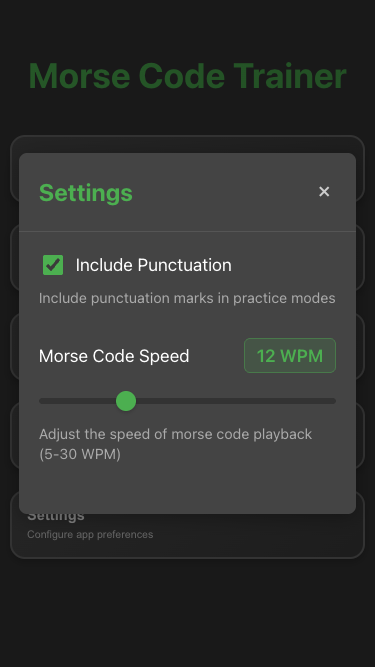 Morse Code Trainer
Settings
×
Include Punctuation
Include punctuation marks in practice modes
Morse Code Speed
12 WPM
Adjust the speed of morse code playback
(5-30 WPM)
Settings
Configure app preferences